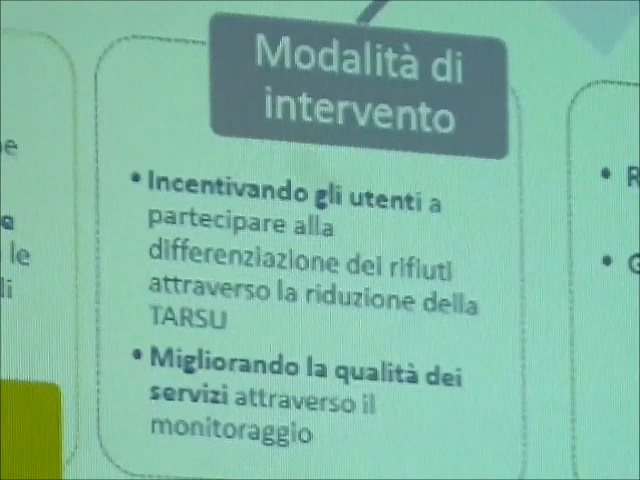 Modalità di
intervento
• Incentivando gli utenti a
partecipare alla
differenziazione dei rifiuti
attraverso la riduzione della
TARSU
• Migliorando la qualità dei
servizi attraverso il
monitoraggio
le